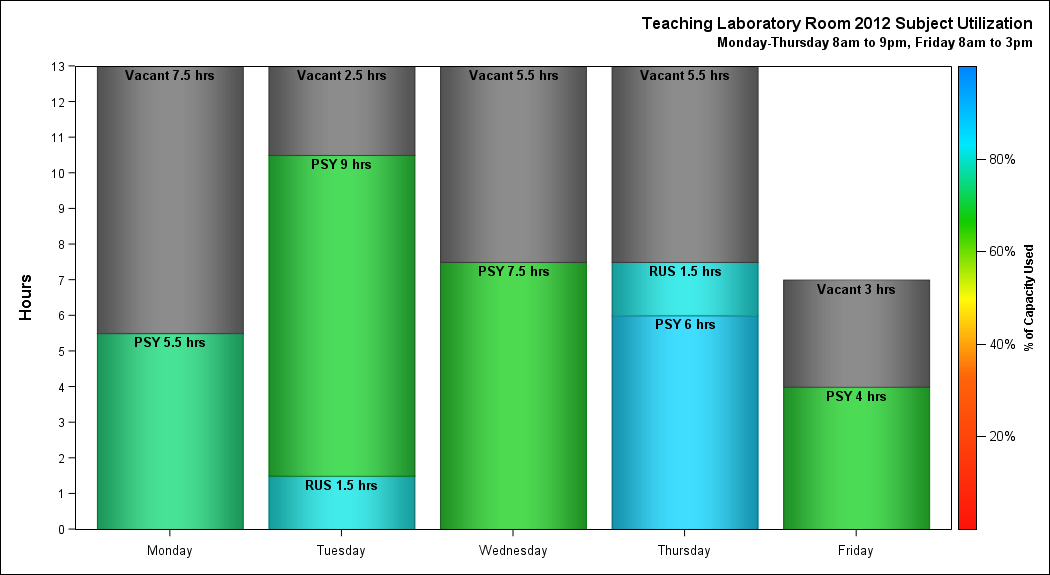 Teaching Laboratory Room 2012 Subject Utilization
Monday-Thursday 8am to 9pm, Friday 8am to 3pm
Hours
13
12
11
10
9
8
7
6
5
4
3
2
1
0
Vacant 7.5 hrs
PSY 5.5 hrs
Vacant 2.5 hrs
PSY 9 hrs
RUS 1.5 hrs
Vacant 5.5 hrs
PSY 7.5 hrs
Vacant 5.5 hrs
RUS 1.5 hrs
PSY 6 hrs
Vacant 3 hrs
PSY 4 hrs
Monday
Tuesday
Wednesday
Thursday
Friday
80%
60%
40%
20%
% of Capacity Used